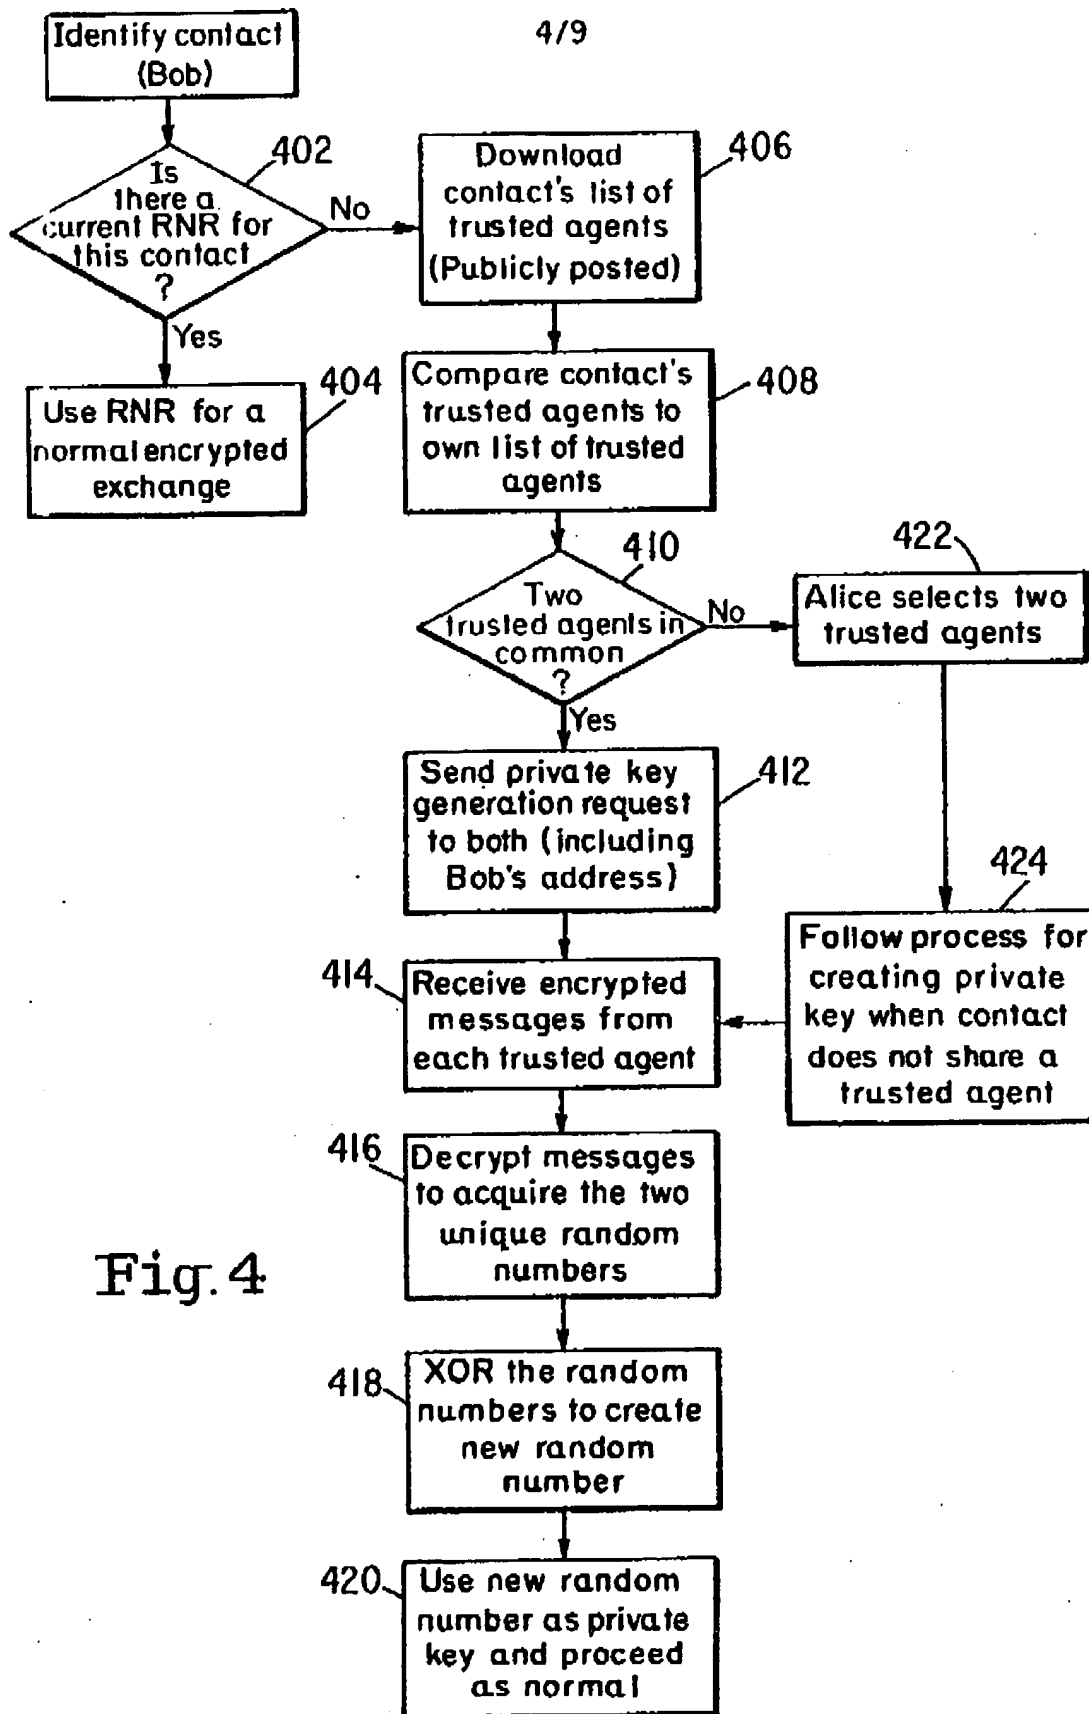 4/9
Identify contact
(Bob)
402
Is
there a
current RNR for
this contact
?
No
Yes
404
Use RNR for a
normal encrypted
exchange
406
Download
contact's list of
trusted agents
(Publicly posted)
408
Compare contact's
trusted agents to
own list of trusted
agents
410
Two
trusted agents in
common
?
No
Yes
422
Alice selects two
trusted agents
412
Send private key
generation request
to both (including
Bob's address)
424
Follow process for
creating private
key when contact
does not share a
trusted agent
414
Receive encrypted
messages from
each trusted agent
416
Decrypt messages
to acquire the two
unique random
numbers
Fig. 4
418
XOR the random
numbers to create
new random
number
420
Use new random
number as private
key and proceed
as normal